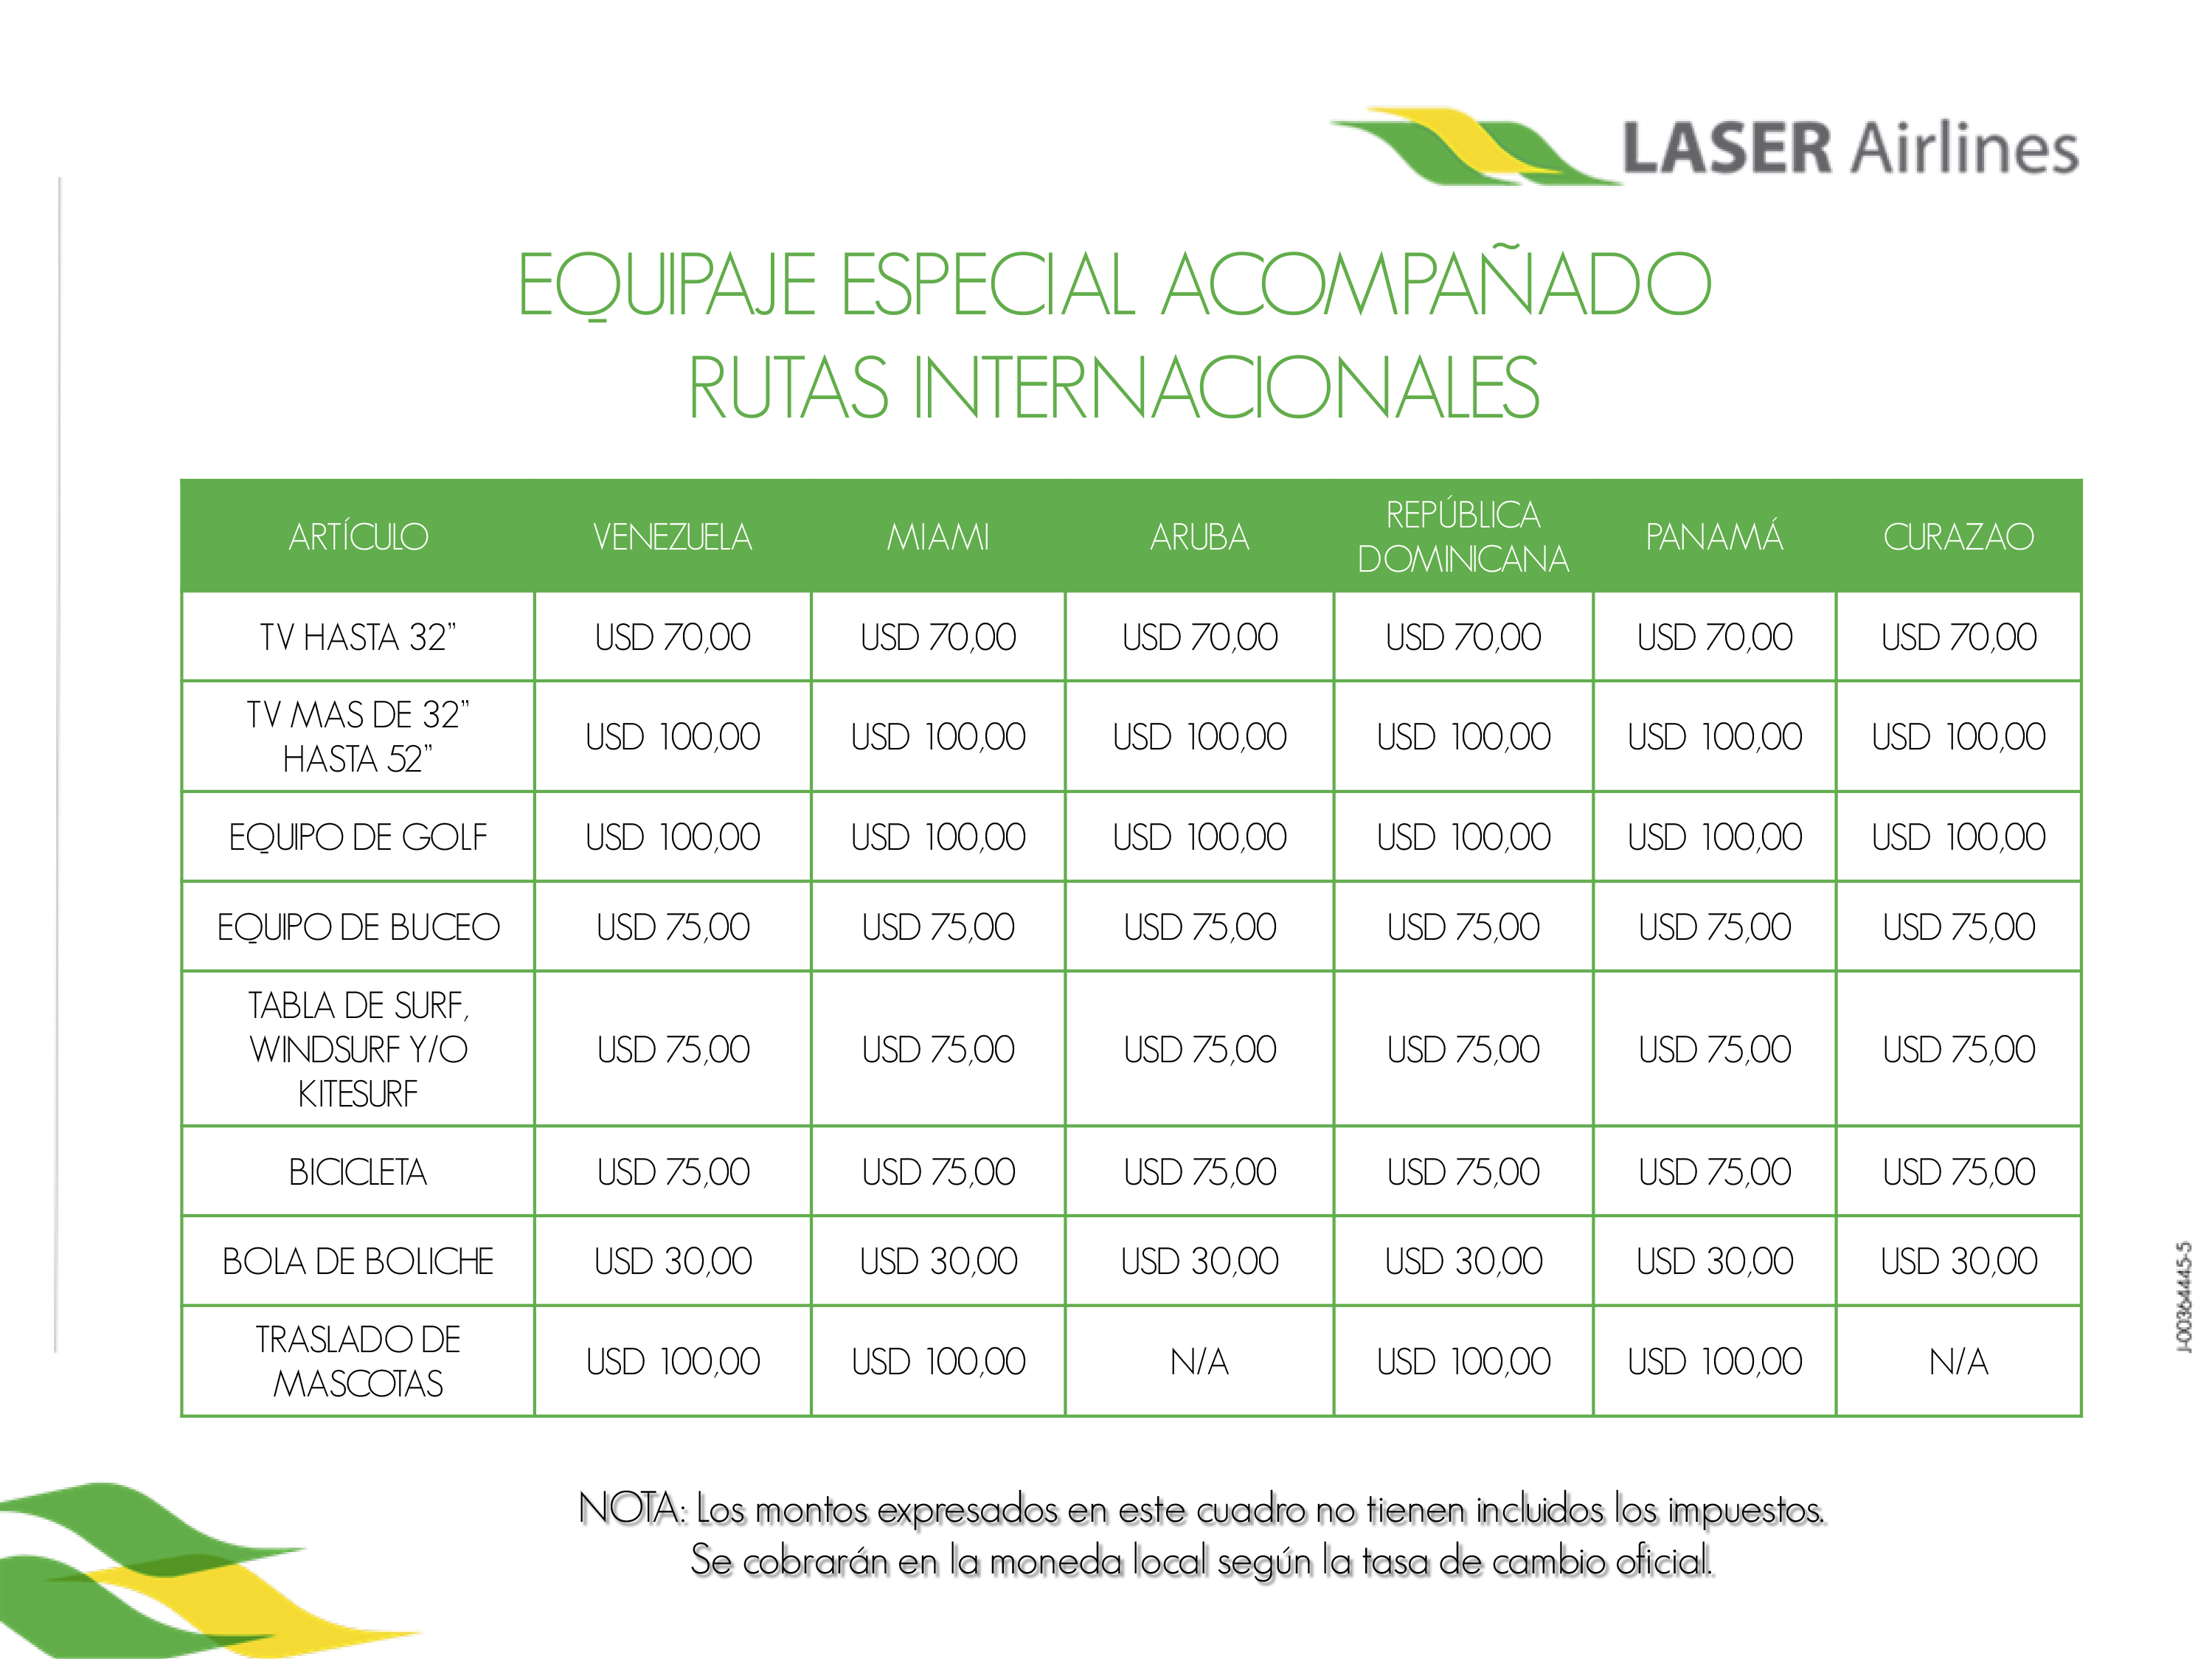 LASER Airlines
EQUIPAJE ESPECIAL ACOMPAÑADO
RUTAS INTERNACIONALES
ARTÍCULO VENEZUELA MIAMI ARUBA REPÚBLICA DOMINICANA PANAMÁ CURAZAO
TV HASTA 32” USD 70,00 USD 70,00 USD 70,00 USD 70,00 USD 70,00 USD 70,00
TV MAS DE 32”
HASTA 52” USD 100,00 USD 100,00 USD 100,00 USD 100,00 USD 100,00 USD 100,00
EQUIPO DE GOLF USD 100,00 USD 100,00 USD 100,00 USD 100,00 USD 100,00 USD 100,00
EQUIPO DE BUCEO USD 75,00 USD 75,00 USD 75,00 USD 75,00 USD 75,00 USD 75,00
TABLA DE SURF,
WINDSURF Y/O
KITESURF USD 75,00 USD 75,00 USD 75,00 USD 75,00 USD 75,00 USD 75,00
BICICLETA USD 75,00 USD 75,00 USD 75,00 USD 75,00 USD 75,00 USD 75,00
BOLA DE BOLICHE USD 30,00 USD 30,00 USD 30,00 USD 30,00 USD 30,00 USD 30,00
TRASLADO DE
MASCOTAS USD 100,00 USD 100,00 N/A USD 100,00 USD 100,00 N/A
NOTA: Los montos expresados en este cuadro no tienen incluidos los impuestos.
Se cobrarán en la moneda local según la tasa de cambio oficial.
J-00364445-5